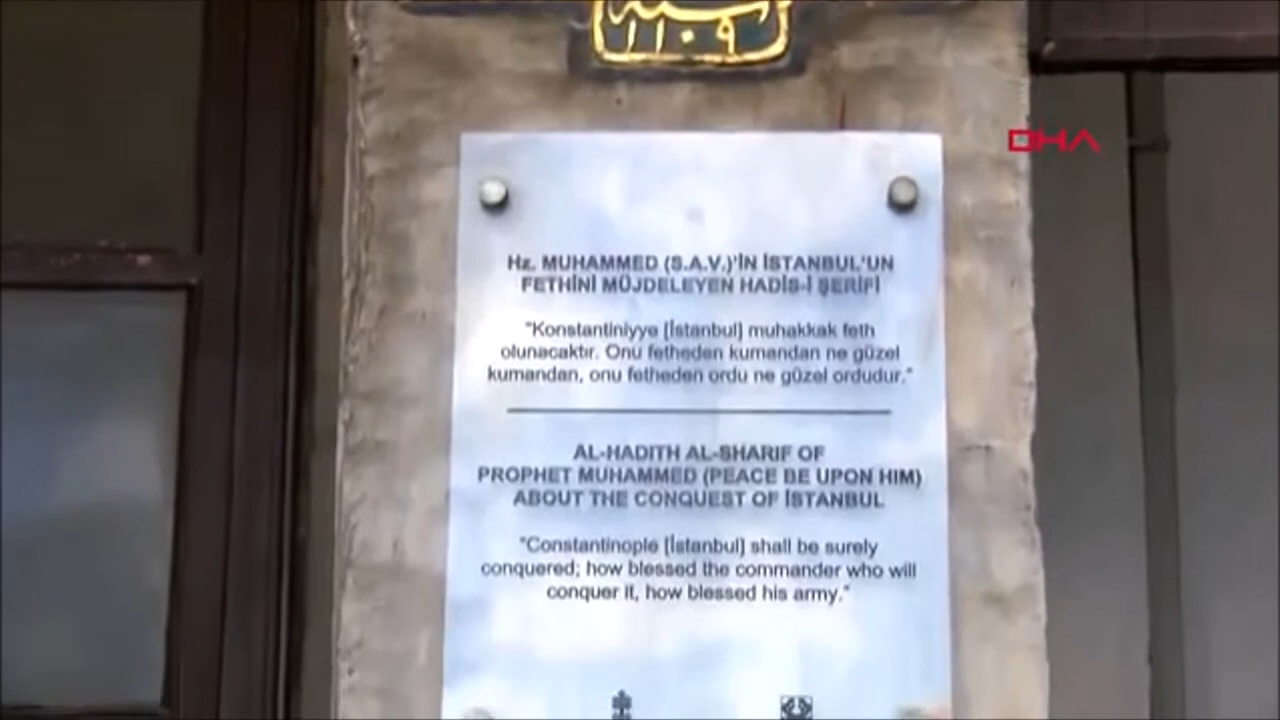 سنة
١١٠٩
DHA
Hz. MUHAMMED (S.A.V.)'İN İSTANBUL'UN
FETHİNİ MÜJDELEYEN HADİS-İ ŞERİFİ
"Konstantiniyye [İstanbul] muhakkak feth
olunacaktır. Onu fetheden kumandan ne güzel
kumandan, onu fetheden ordu ne güzel ordudur."
AL-HADITH AL-SHARIF OF
PROPHET MUHAMMED (PEACE BE UPON HIM)
ABOUT THE CONQUEST OF İSTANBUL
"Constantinople [İstanbul] shall be surely
conquered; how blessed the commander who will
conquer it, how blessed his army."